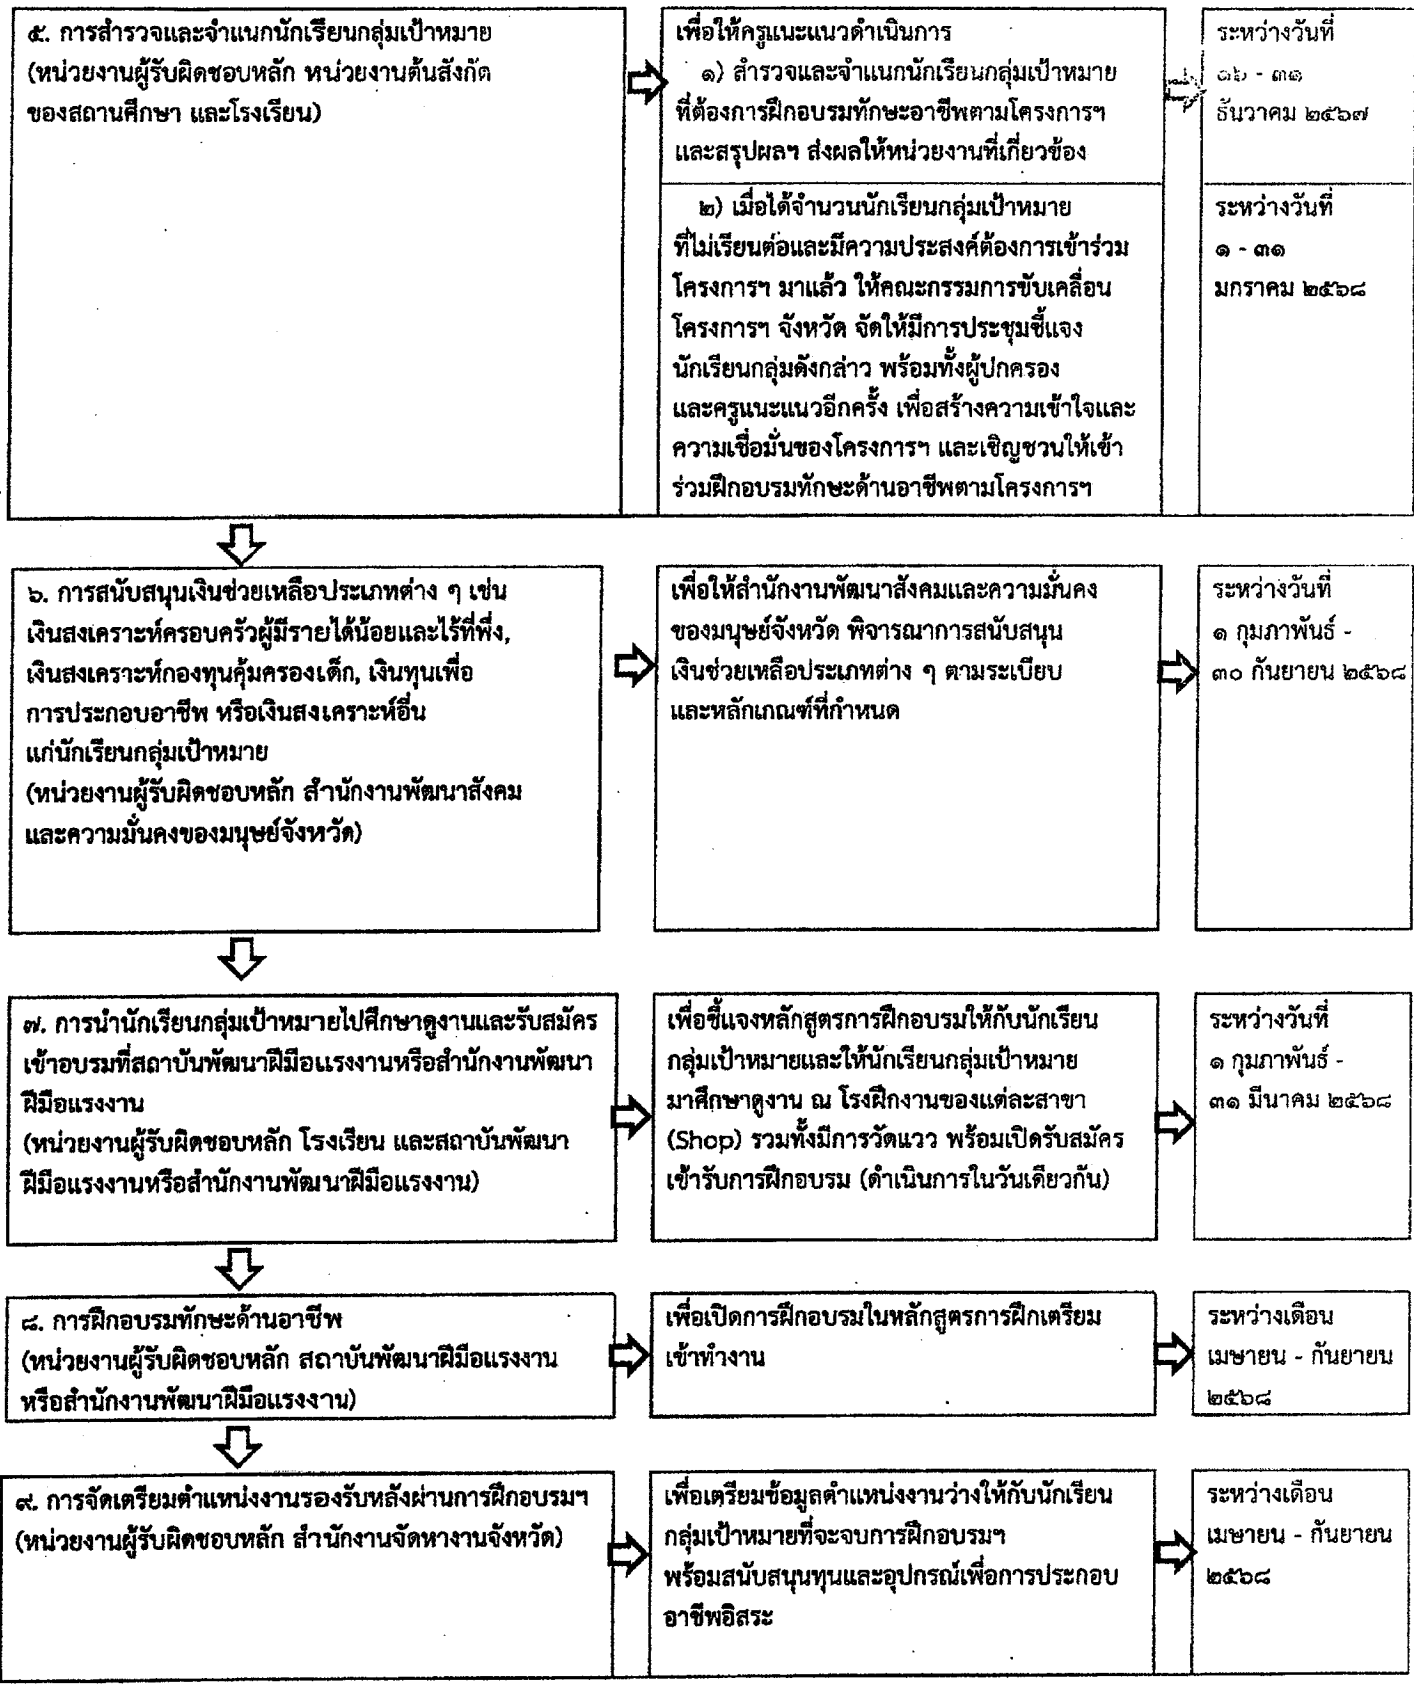 ๕. การสำรวจและจำแนกนักเรียนกลุ่มเป้าหมาย
(หน่วยงานผู้รับผิดชอบหลัก หน่วยงานต้นสังกัด
ของสถานศึกษา และโรงเรียน)
เพื่อให้ครูแนะแนวดำเนินการ
๑) สำรวจและจำแนกนักเรียนกลุ่มเป้าหมาย
ที่ต้องการฝึกอบรมทักษะอาชีพตามโครงการฯ
และสรุปผลฯ ส่งผลให้หน่วยงานที่เกี่ยวข้อง
ระหว่างวันที่
๑๖ - ๓๑
ธันวาคม ๒๕๖๗
๒) เมื่อได้จำนวนนักเรียนกลุ่มเป้าหมาย
ที่ไม่เรียนต่อและมีความประสงค์ต้องการเข้าร่วม
โครงการฯ มาแล้ว ให้คณะกรรมการขับเคลื่อน
โครงการฯ จังหวัด จัดให้มีการประชุมชี้แจง
นักเรียนกลุ่มดังกล่าว พร้อมทั้งผู้ปกครอง
และครูแนะแนวอีกครั้ง เพื่อสร้างความเข้าใจและ
ความเชื่อมั่นของโครงการฯ และเชิญชวนให้เข้า
ร่วมฝึกอบรมทักษะด้านอาชีพตามโครงการฯ
ระหว่างวันที่
๑ - ๓๑
มกราคม ๒๕๖๘
๖. การสนับสนุนเงินช่วยเหลือประเภทต่าง ๆ เช่น
เงินสงเคราะห์ครอบครัวผู้มีรายได้น้อยและไร้ที่พึ่ง,
เงินสงเคราะห์กองทุนคุ้มครองเด็ก, เงินทุนเพื่อ
การประกอบอาชีพ หรือเงินสงเคราะห์อื่น
แก่นักเรียนกลุ่มเป้าหมาย
(หน่วยงานผู้รับผิดชอบหลัก สำนักงานพัฒนาสังคม
และความมั่นคงของมนุษย์จังหวัด)
เพื่อให้สำนักงานพัฒนาสังคมและความมั่นคง
ของมนุษย์จังหวัด พิจารณาการสนับสนุน
เงินช่วยเหลือประเภทต่าง ๆ ตามระเบียบ
และหลักเกณฑ์ที่กำหนด
ระหว่างวันที่
๑ กุมภาพันธ์ -
๓๐ กันยายน ๒๕๖๘
๗. การนำนักเรียนกลุ่มเป้าหมายไปศึกษาดูงานและรับสมัคร
เข้าอบรมที่สถาบันพัฒนาฝีมือแรงงานหรือสำนักงานพัฒนา
ฝีมือแรงงาน
(หน่วยงานผู้รับผิดชอบหลัก โรงเรียน และสถาบันพัฒนา
ฝีมือแรงงานหรือสำนักงานพัฒนาฝีมือแรงงาน)
เพื่อชี้แจงหลักสูตรการฝึกอบรมให้กับนักเรียน
กลุ่มเป้าหมายและให้นักเรียนกลุ่มเป้าหมาย
มาศึกษาดูงาน ณ โรงฝึกงานของแต่ละสาขา
(Shop) รวมทั้งมีการวัดแวว พร้อมเปิดรับสมัคร
เข้ารับการฝึกอบรม (ดำเนินการในวันเดียวกัน)
ระหว่างวันที่
๑ กุมภาพันธ์ -
๓๑ มีนาคม ๒๕๖๘
๘. การฝึกอบรมทักษะด้านอาชีพ
(หน่วยงานผู้รับผิดชอบหลัก สถาบันพัฒนาฝีมือแรงงาน
หรือสำนักงานพัฒนาฝีมือแรงงาน)
เพื่อเปิดการฝึกอบรมในหลักสูตรการฝึกเตรียม
เข้าทำงาน
ระหว่างเดือน
เมษายน - กันยายน
๒๕๖๘
๙. การจัดเตรียมตำแหน่งงานรองรับหลังผ่านการฝึกอบรมฯ
(หน่วยงานผู้รับผิดชอบหลัก สำนักงานจัดหางานจังหวัด)
เพื่อเตรียมข้อมูลตำแหน่งงานว่างให้กับนักเรียน
กลุ่มเป้าหมายที่จะจบการฝึกอบรมฯ
พร้อมสนับสนุนทุนและอุปกรณ์เพื่อการประกอบ
อาชีพอิสระ
ระหว่างเดือน
เมษายน - กันยายน
๒๕๖๘